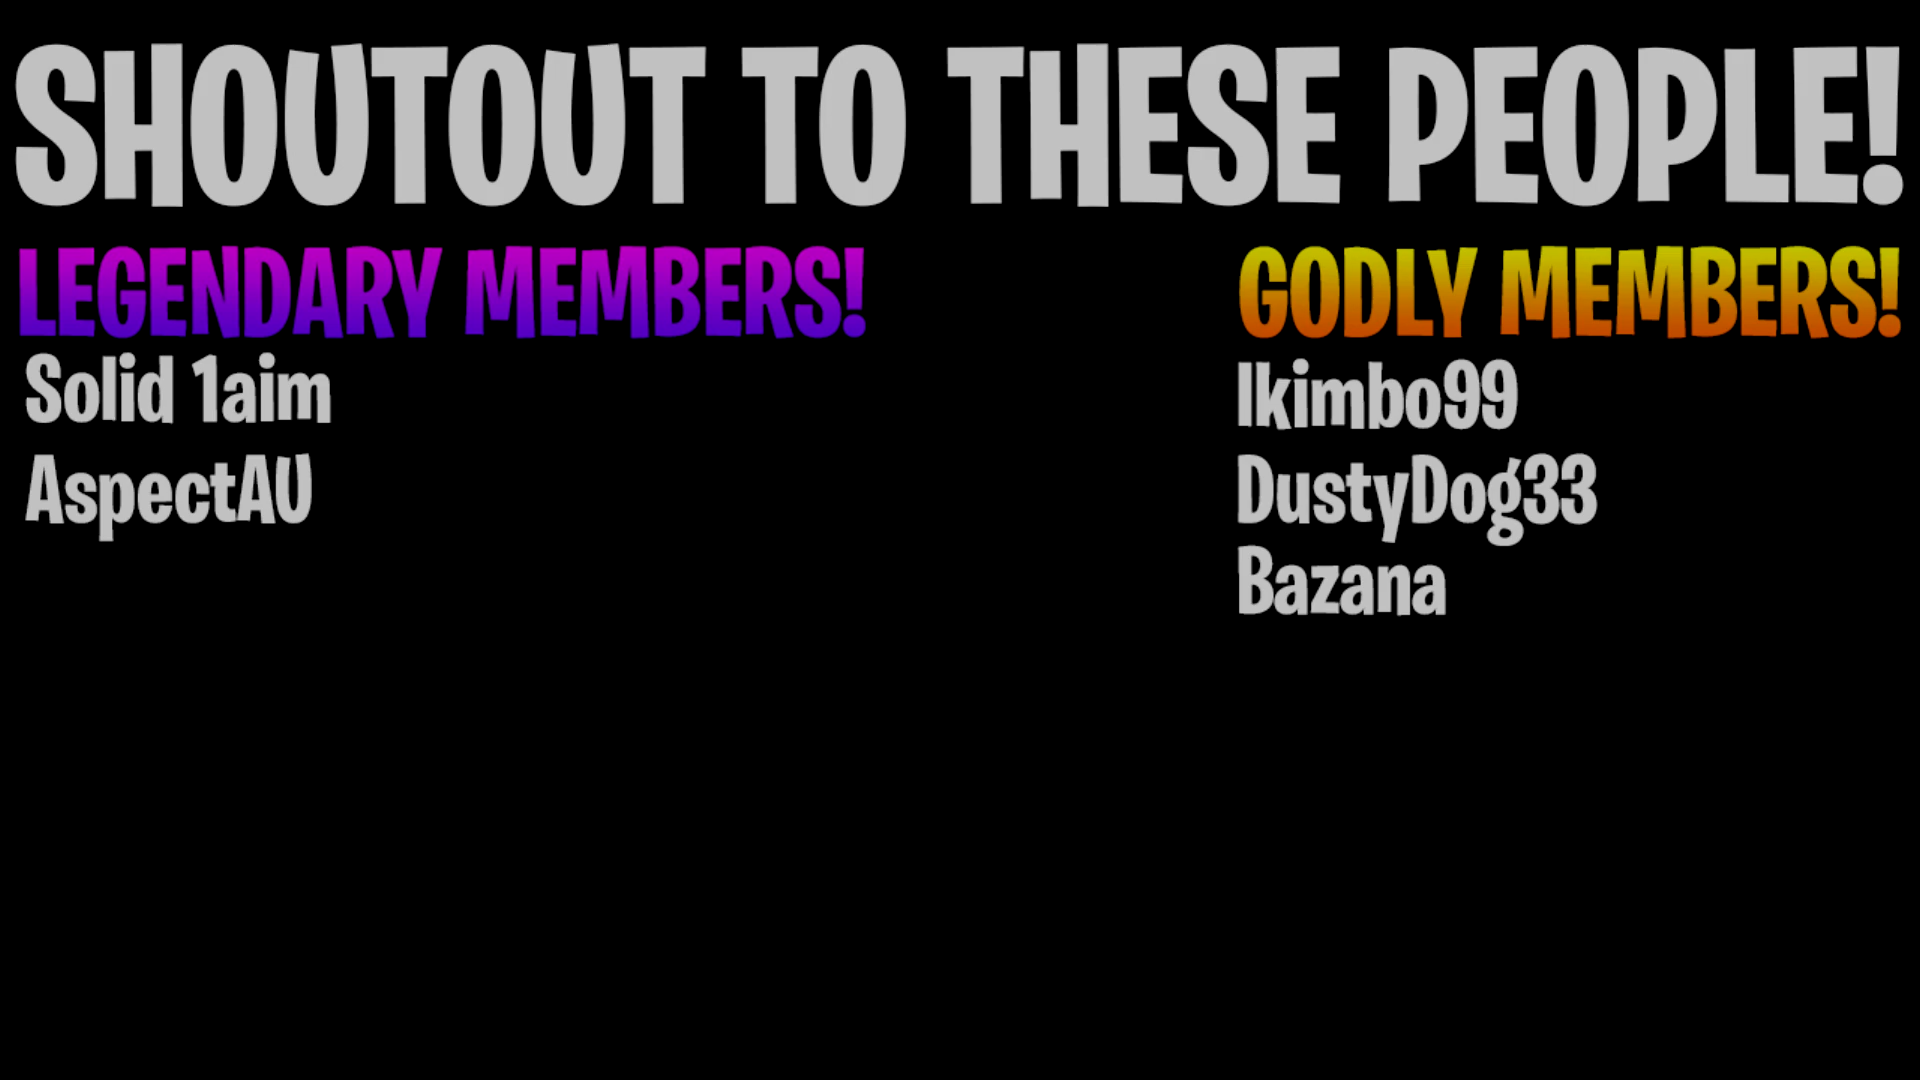 SHOUTOUT TO THESE PEOPLE!
LEGENDARY MEMBERS!
Solid 1aim
AspectAU
GODLY MEMBERS!
Ikimbo99
DustyDog33
Bazana